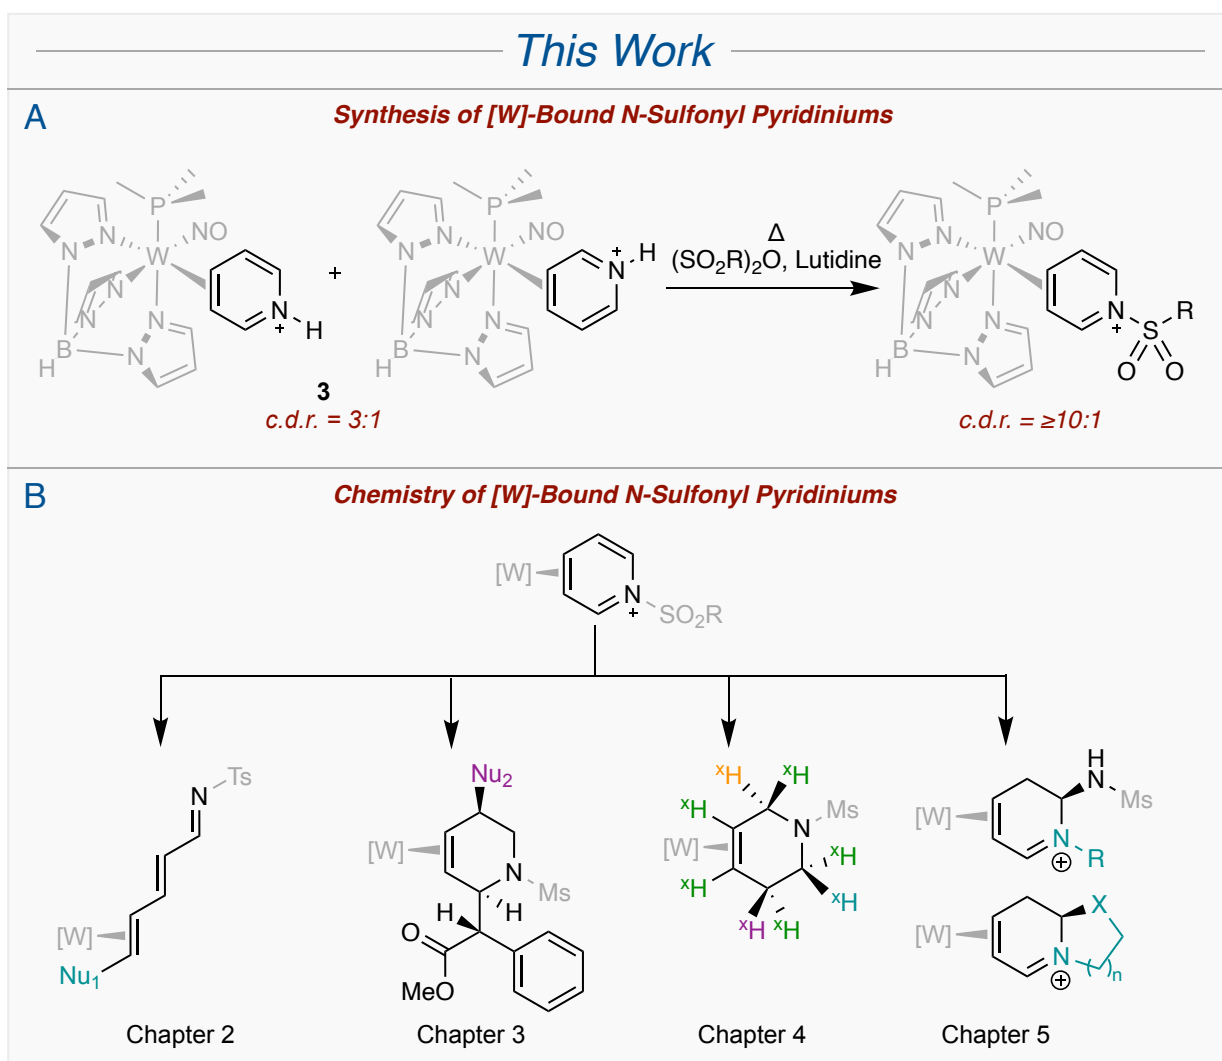 This Work
A
Synthesis of [W]-Bound N-Sulfonyl Pyridiniums
P
NO
N
N
W
N
N
N
N
B
H
N
+
H
+
P
NO
N
N
W
N
N
N
N
B
H
N
+
H
Δ
(SO2R)2O, Lutidine
P
NO
N
N
W
N
N
N
N
B
H
N
+
S
R
O
O
3
c.d.r. = 3:1
c.d.r. = ≥10:1
B
Chemistry of [W]-Bound N-Sulfonyl Pyridiniums
[W]
N
+
SO2R
Ts
N
[W]
Nu1
Nu2
[W]
N
Ms
H
H
O
MeO
xH
xH
xH
Ms
N
[W]
xH
xH
xH
xH
xH
H
N
Ms
[W]
N
⊕
R
X
[W]
N
⊕
( )n
Chapter 2
Chapter 3
Chapter 4
Chapter 5